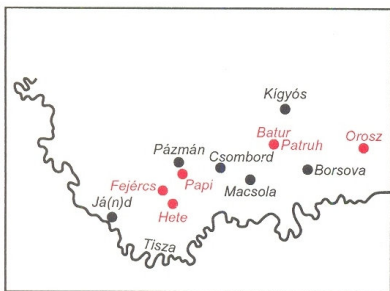 Kígyós
Batur
Patruh
Orosz
Pázmán
Csombord
Borsova
Fejércs
Papi
Macsola
Já(n)d
Hete
Tisza